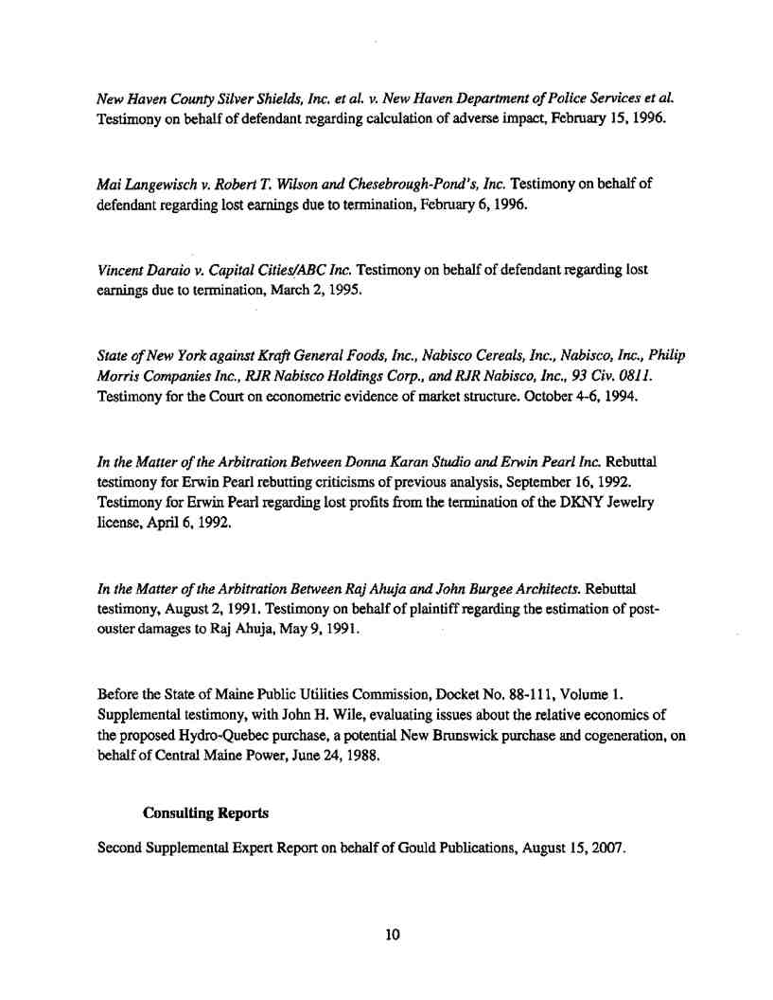 New Haven County Silver Shields, Inc. et al. v. New Haven Department of Police Services et al.
Testimony on behalf of defendant regarding calculation of adverse impact, February 15, 1996.
Mai Langewisch v. Robert T. Wilson and Chesebrough-Pond's, Inc. Testimony on behalf of
defendant regarding lost earnings due to termination, February 6, 1996.
Vincent Daraio v. Capital Cities/ABC Inc. Testimony on behalf of defendant regarding lost
earnings due to termination, March 2, 1995.
State of New York against Kraft General Foods, Inc., Nabisco Cereals, Inc., Nabisco, Inc., Philip
Morris Companies Inc., RJR Nabisco Holdings Corp., and RJR Nabisco, Inc., 93 Civ. 0811.
Testimony for the Court on econometric evidence of market structure. October 4-6, 1994.
In the Matter of the Arbitration Between Donna Karan Studio and Erwin Pearl Inc. Rebuttal
testimony for Erwin Pearl rebutting criticisms of previous analysis, September 16, 1992.
Testimony for Erwin Pearl regarding lost profits from the termination of the DKNY Jewelry
license, April 6, 1992.
In the Matter of the Arbitration Between Raj Ahuja and John Burgee Architects. Rebuttal
testimony, August 2, 1991. Testimony on behalf of plaintiff regarding the estimation of post-
ouster damages to Raj Ahuja, May 9, 1991.
Before the State of Maine Public Utilities Commission, Docket No. 88-111, Volume 1.
Supplemental testimony, with John H. Wile, evaluating issues about the relative economics of
the proposed Hydro-Quebec purchase, a potential New Brunswick purchase and cogeneration, on
behalf of Central Maine Power, June 24, 1988.
Consulting Reports
Second Supplemental Expert Report on behalf of Gould Publications, August 15, 2007.
10